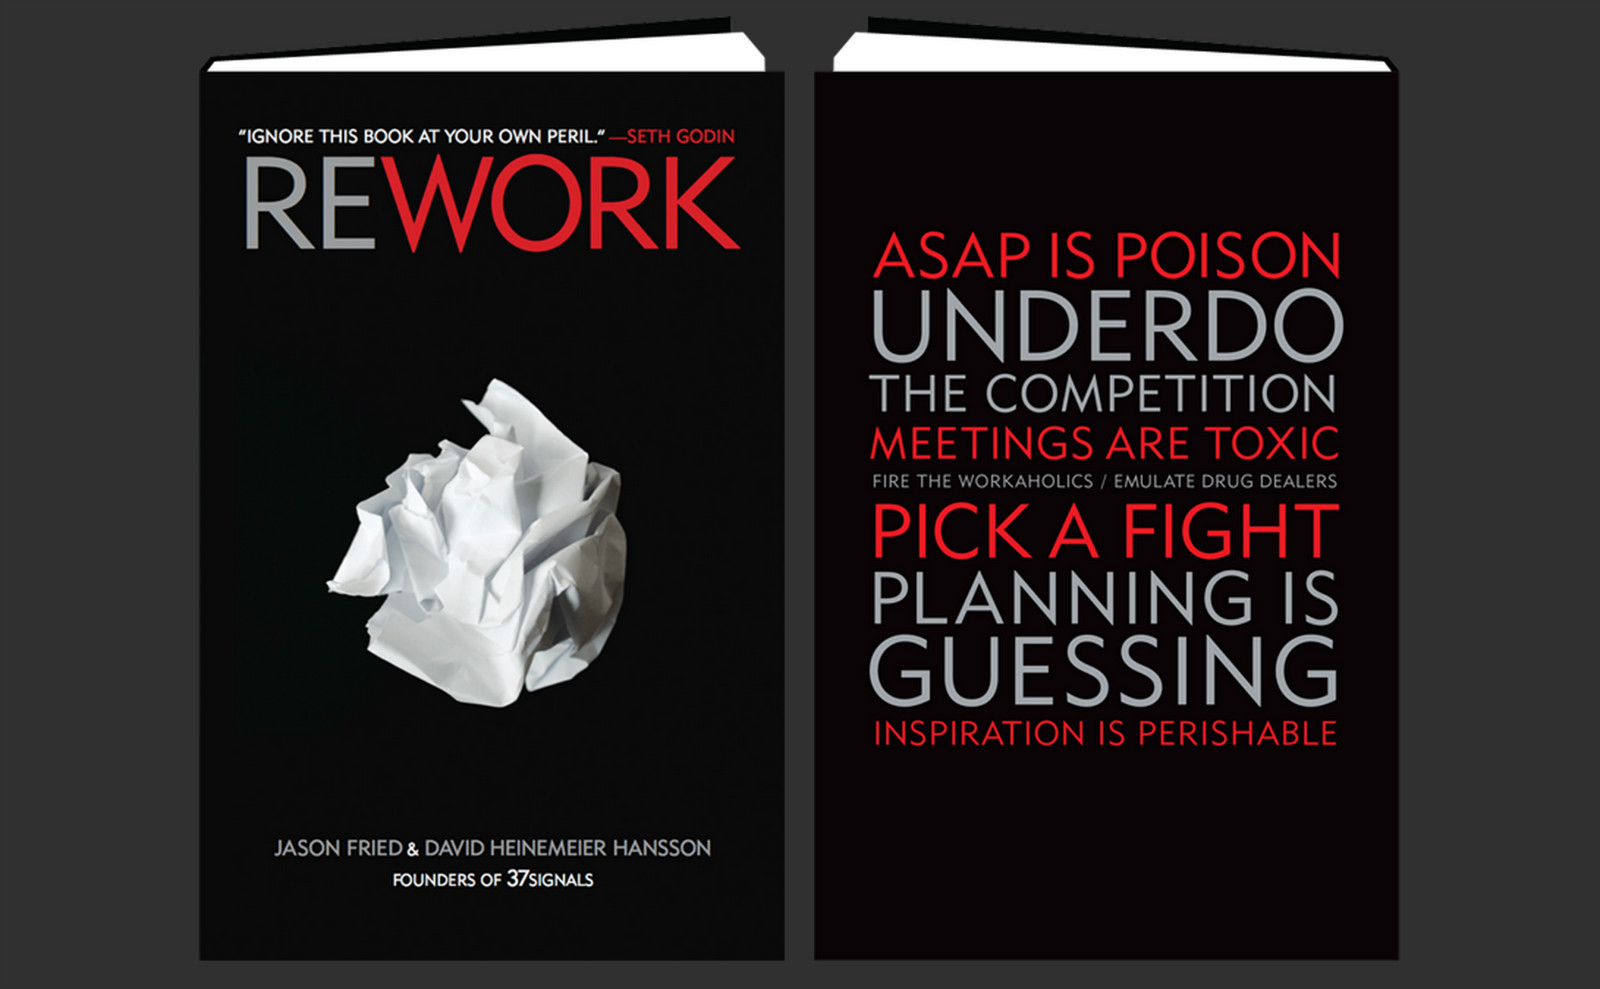 “IGNORE THIS BOOK AT YOUR OWN PERIL.“ —SETH GODIN
REWORK
JASON FRIED & DAVID HEINEMEIER HANSSON
FOUNDERS OF 37SIGNALS
ASAP IS POISON
UNDERDO
THE COMPETITION
MEETINGS ARE TOXIC
FIRE THE WORKAHOLICS / EMULATE DRUG DEALERS
PICK A FIGHT
PLANNING IS
GUESSING
INSPIRATION IS PERISHABLE